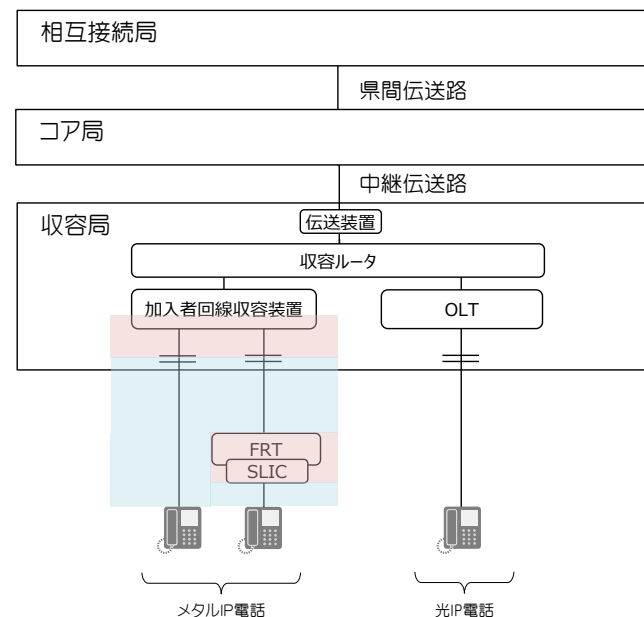 相互接続局
県間伝送路
コア局
中継伝送路
収容局
伝送装置
収容ルータ
加入者回線収容装置
OLT
FRT
SLIC
メタルIP電話
光IP電話